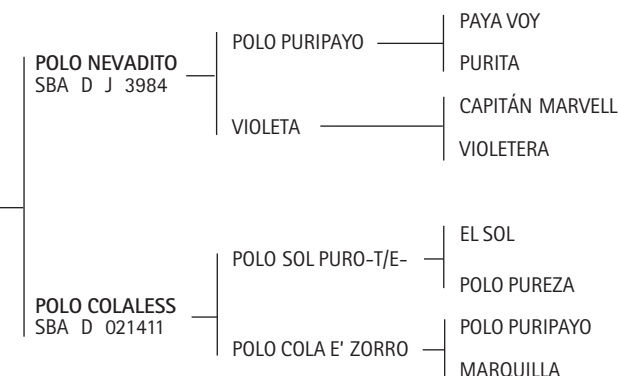 PAYA VOY
POLO PURIPAYO
POLO NEVADITO
PURITA
SBA D J 3984
CAPITÁN MARVELL
VIOLETA
VIOLETERA
EL SOL
POLO SOL PURO-T/E-
POLO PUREZA
POLO COLALESS
POLO PURIPAYO
SBA D 021411
POLO COLA E' ZORRO
MARQUILLA